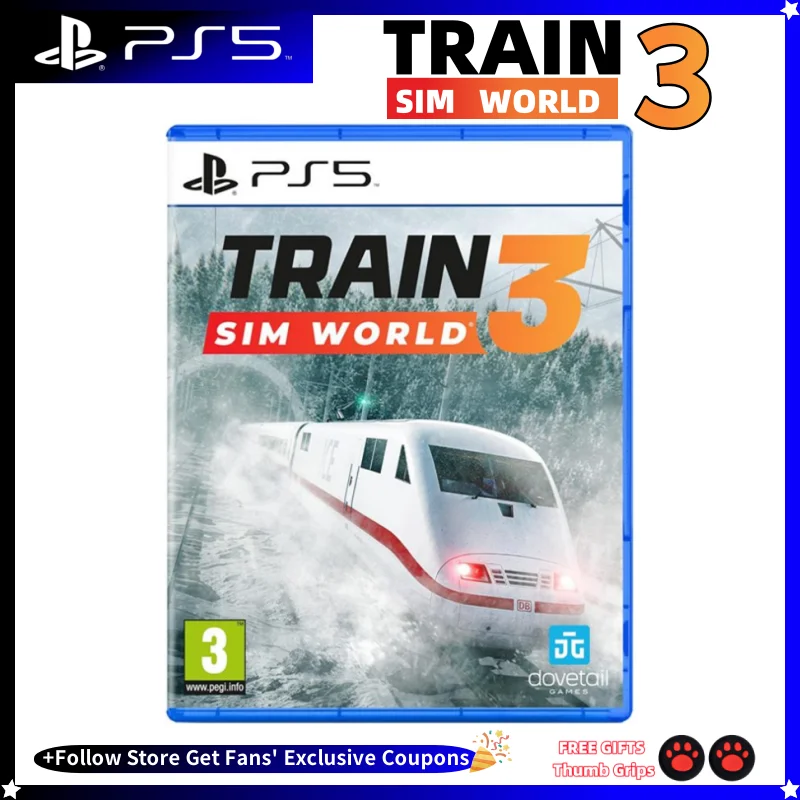 PS5
TRAIN 3
SIM WORLD
PS5
TRAIN 3
SIM WORLD
DB
3
www.pegi.info
dovetail
GAMES
+Follow Store Get Fans' Exclusive Coupons
FREE GIFTS
Thumb Grips